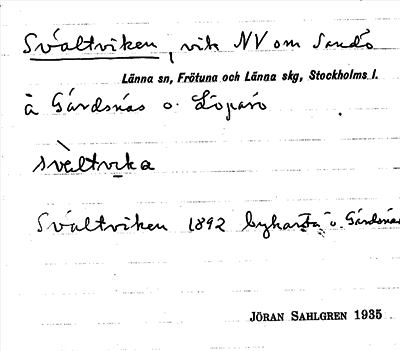 Svältviken, vik NV om Sandö
Länna sn, Frötuna och Länna skg, Stockholms l.
å Gärdsnäs o. Löparö.
svèltvika
Svältviken 1892 bykarta ö. Gärdsnäs
JÖRAN SAHLGREN 1935